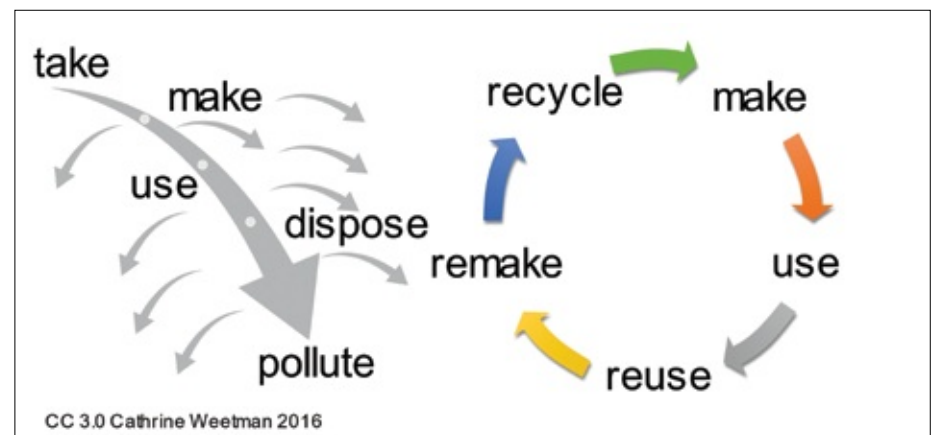 take
make
use
dispose
pollute
recycle
make
use
reuse
remake
CC 3.0 Cathrine Weetman 2016